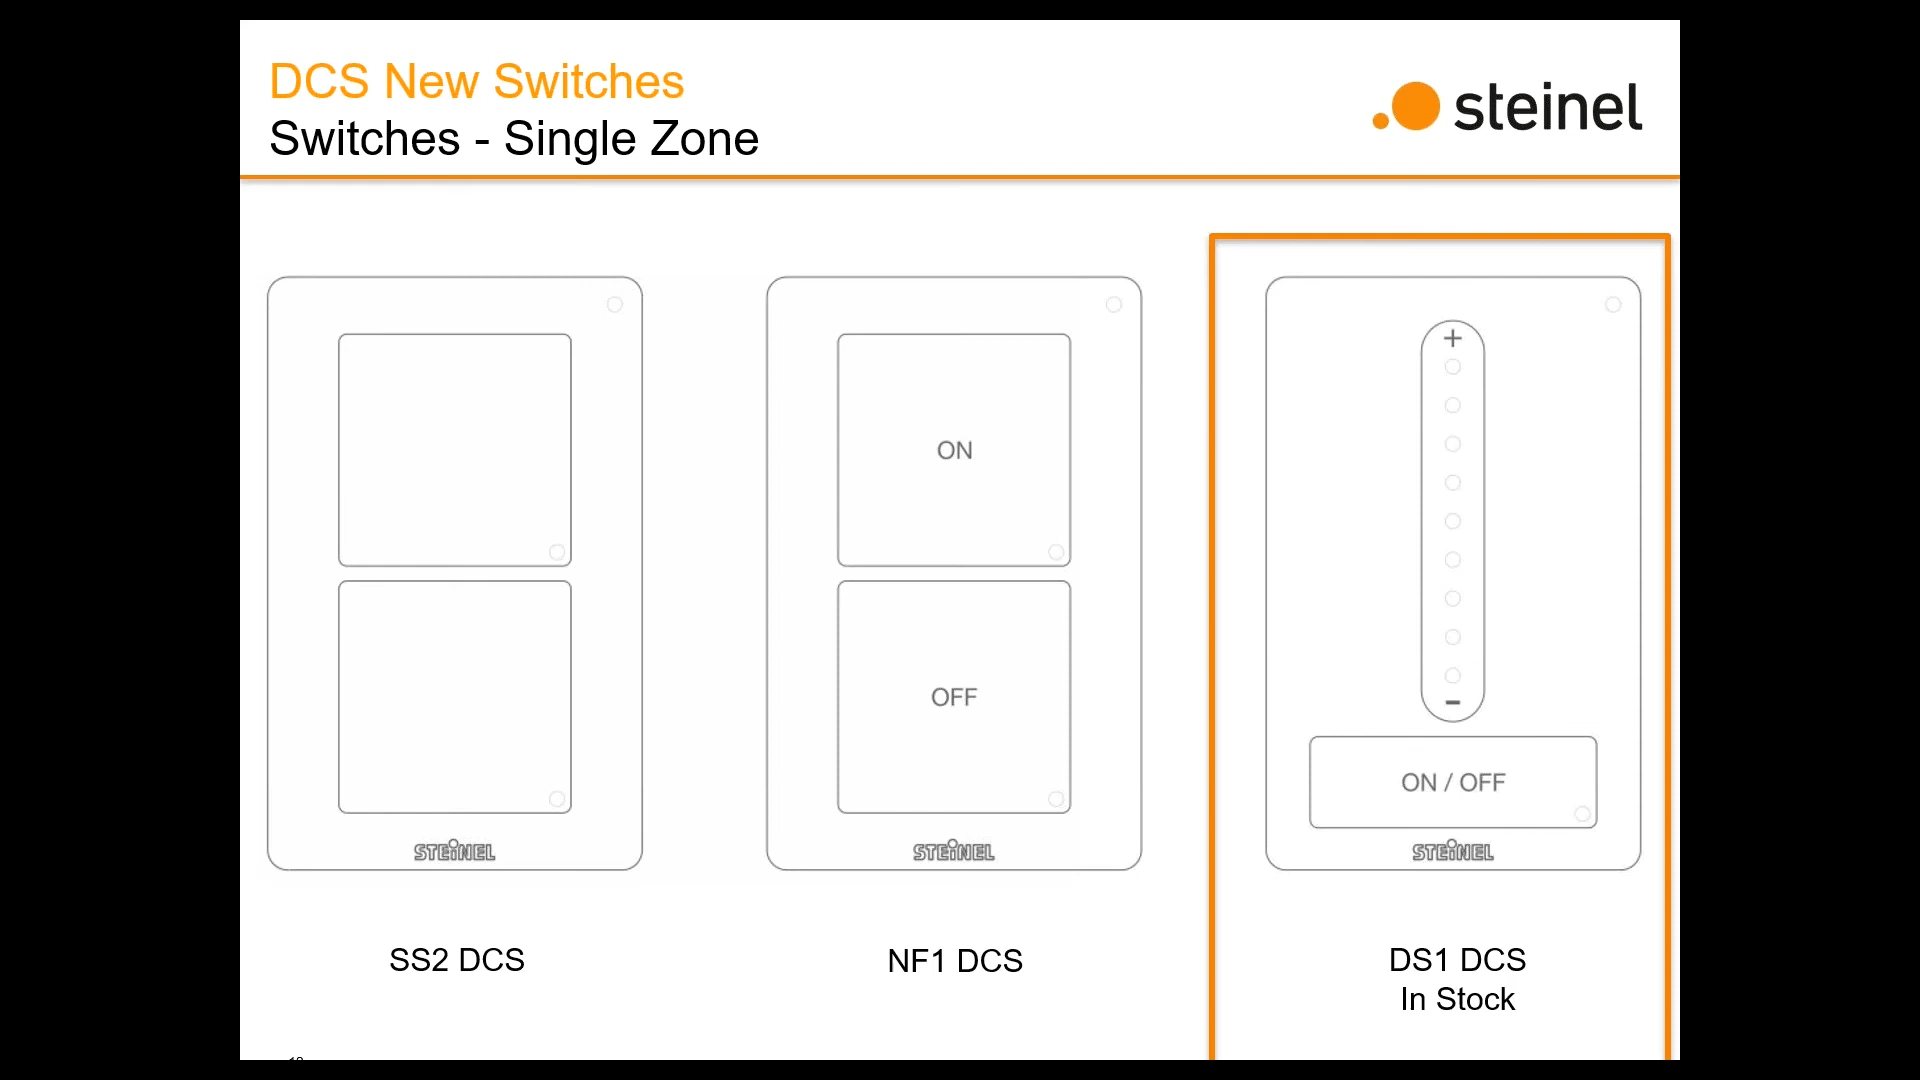 DCS New Switches
Switches - Single Zone
steinel
ON
OFF
+
-
ON / OFF
STEINEL
STEINEL
STEINEL
SS2 DCS
NF1 DCS
DS1 DCS
In Stock